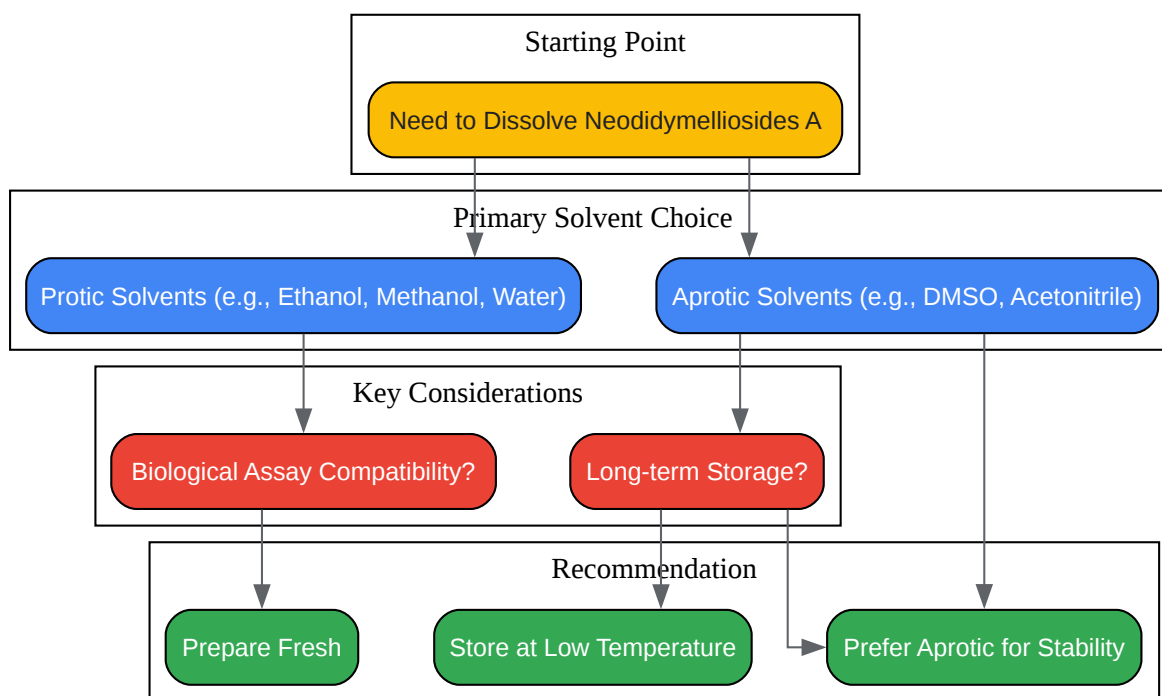 Starting Point
Need to Dissolve Neodidymelliosides A
Primary Solvent Choice
Protic Solvents (e.g., Ethanol, Methanol, Water)
Aprotic Solvents (e.g., DMSO, Acetonitrile)
Key Considerations
Biological Assay Compatibility?
Long-term Storage?
Recommendation
Prepare Fresh
Store at Low Temperature
Prefer Aprotic for Stability